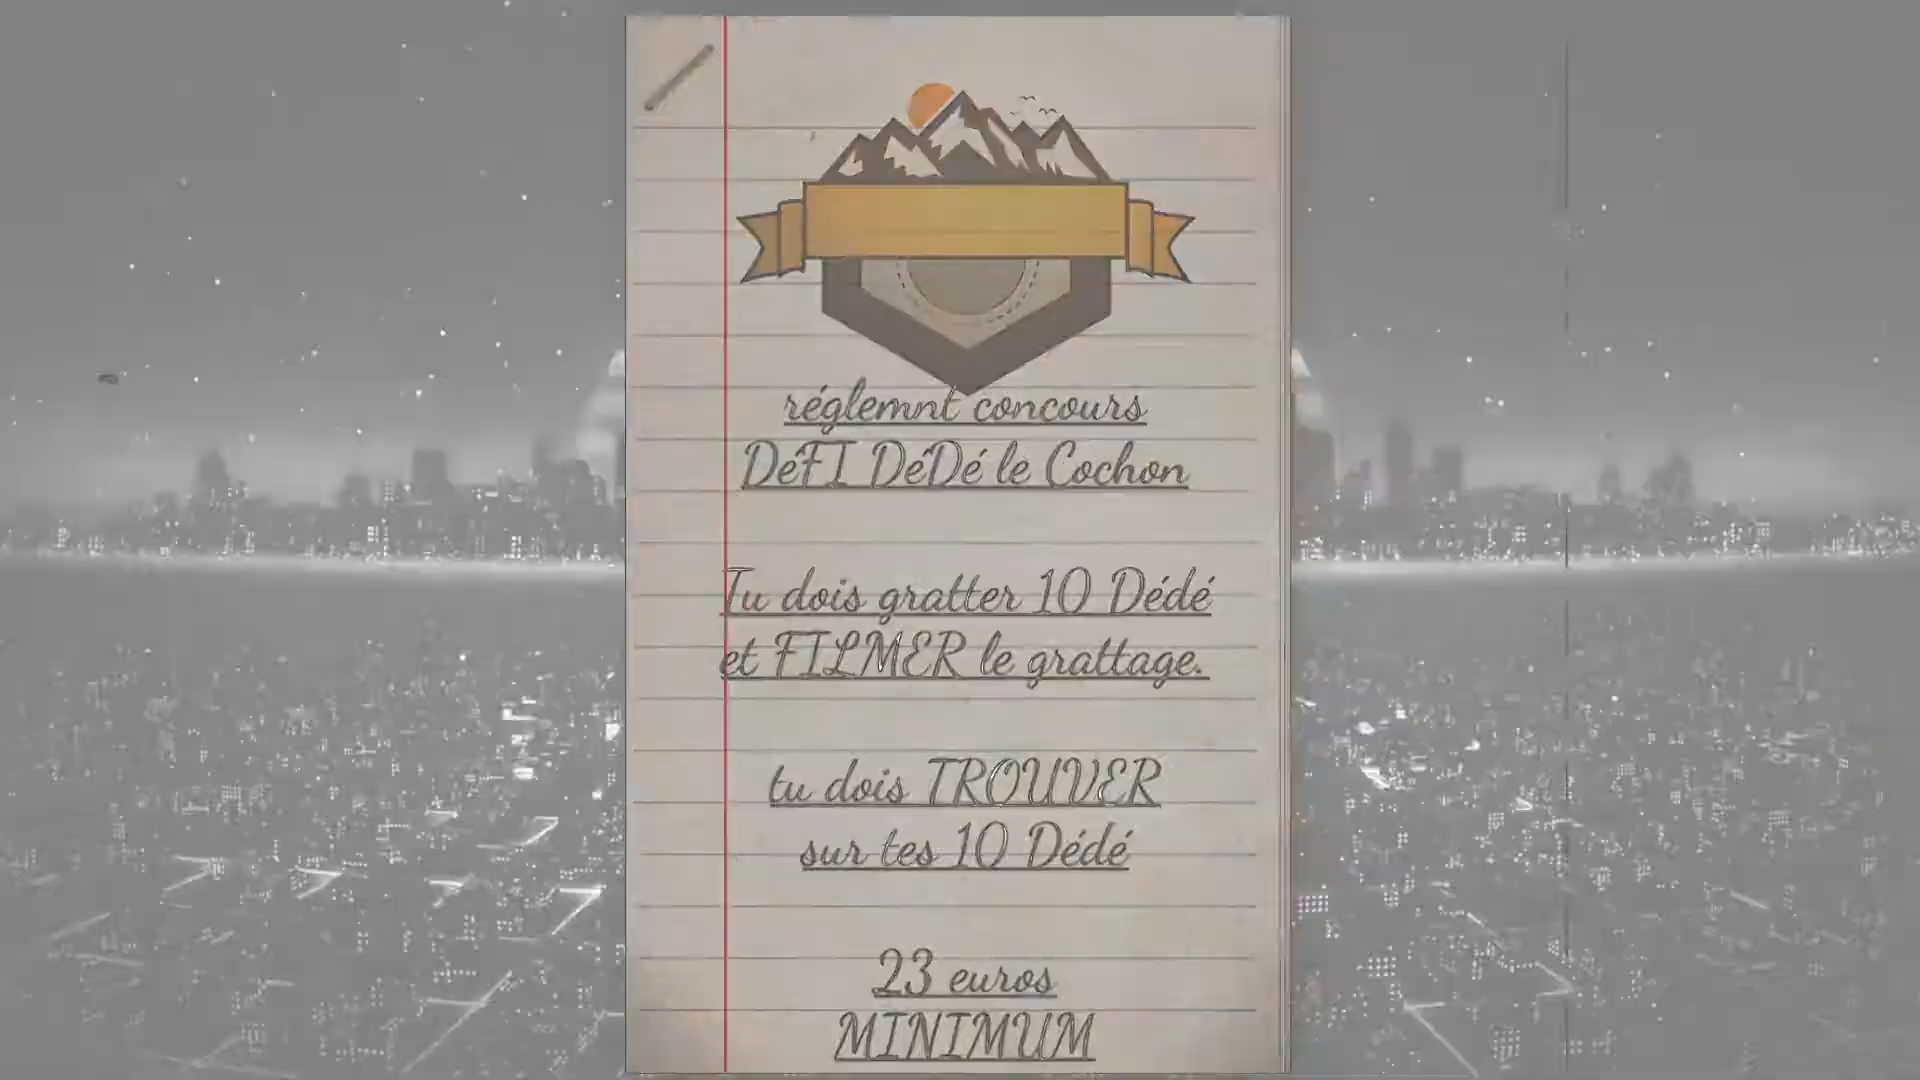 réglemnt concours
DéFI DéDé le Cochon
Tu dois gratter 10 Dédé
et FILMER le grattage.
tu dois TROUVER
sur tes 10 Dédé
23 euros
MINIMUM